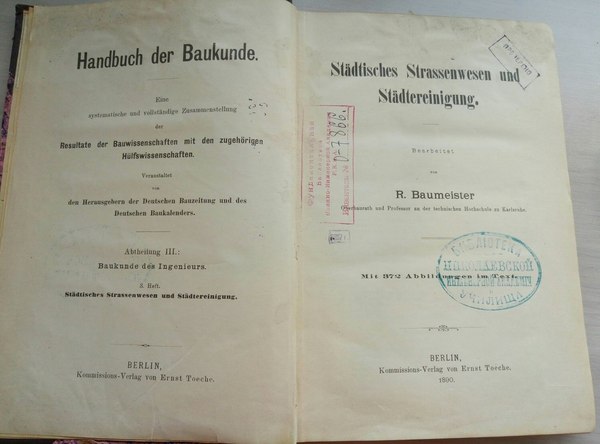 Handbuch der Baukunde.
Eine
systematische und vollständige Zusammenstellung
der
Resultate der Bauwissenschaften mit den zugehörigen
Hülfswissenschaften.
Veranstaltet
von
den Herausgebern der Deutschen Bauzeitung und des
Deutschen Baukalenders.
Abtheilung III.:
Baukunde des Ingenieurs.
3. Heft.
Städtisches Strassenwesen und Städtereinigung.
BERLIN,
Kommissions-Verlag von Ernst Toeche.
Städtisches Strassenwesen und
Städtereinigung.
Bearbeitet
von
R. Baumeister
Oberbaurath und Professor an der technischen Hochschule zu Karlsruhe.
Mit 372 Abbildungen im Text.
БИБЛІОТЕКА
НИКОЛАЕВСКОЙ
УЧИЛИЩА
BERLIN,
Kommissions-Verlag von Ernst Toeche.
1890.